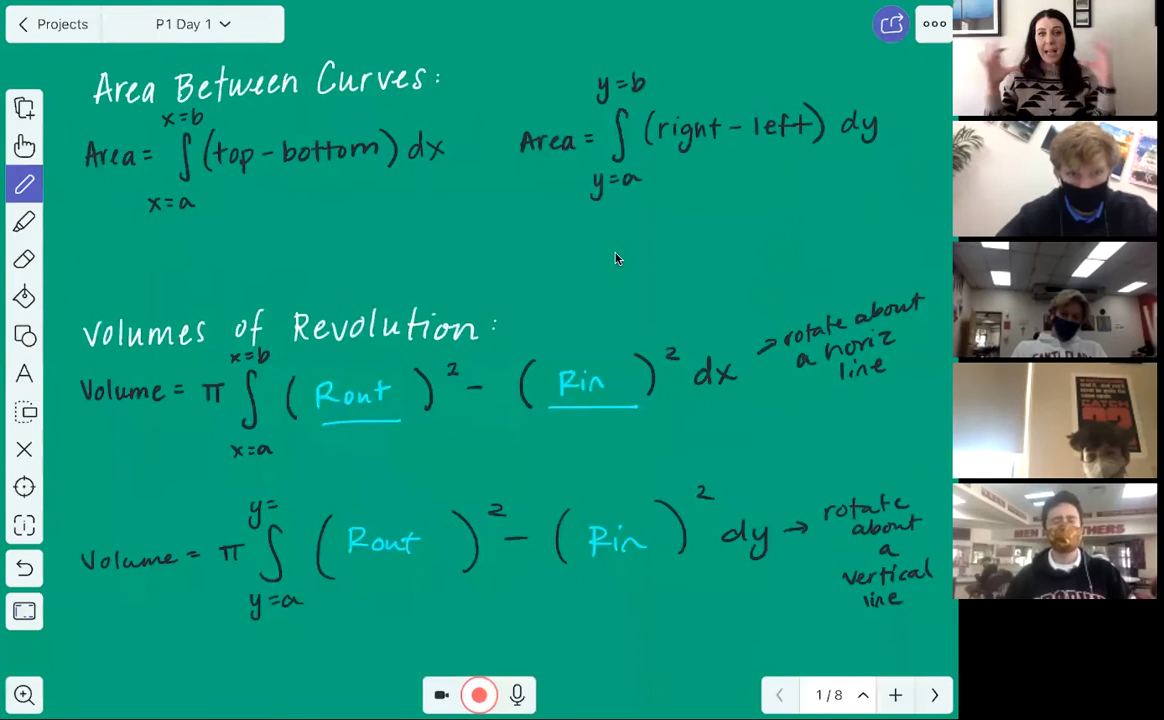 Projects
P1 Day 1
Area Between Curves:
x=b
Area = ∫ (top - bottom) dx
x=a
y=b
Area = ∫ (right - left) dy
y=a
Volumes of Revolution:
x=b
Volume = π ∫ ( Rout )² - ( Rin )² dx
x=a
→ rotate about
a horiz
line
y=
Volume = π ∫ ( Rout )² - ( Rin )² dy →
y=a
rotate
about
a
vertical
line
1 / 8
CATCH
22